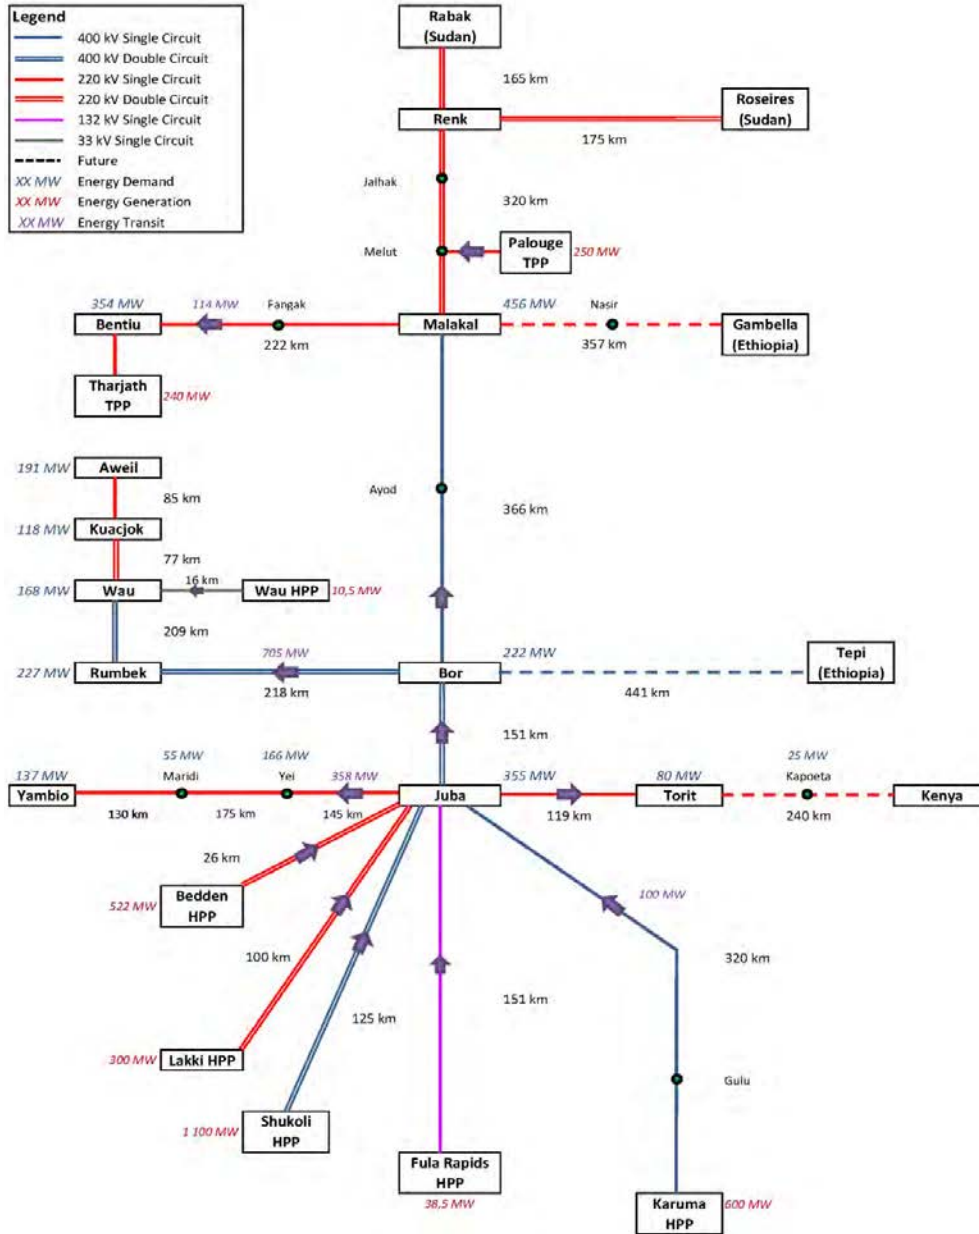 Legend
400 kV Single Circuit
400 kV Double Circuit
220 kV Single Circuit
220 kV Double Circuit
132 kV Single Circuit
33 kV Single Circuit
Future
XX MW Energy Demand
XX MW Energy Generation
XX MW Energy Transit
Rabak
(Sudan)
165 km
Renk
Roseires
(Sudan)
175 km
Jalhak
320 km
Melut
Palouge
TPP
250 MW
354 MW
114 MW
Fangak
456 MW
Nasir
Bentiu
Malakal
Gambella
(Ethiopia)
222 km
357 km
Tharjath
TPP
240 MW
191 MW
Aweil
Ayod
85 km
366 km
118 MW
Kuacjok
77 km
168 MW
Wau
16 km
Wau HPP
10,5 MW
209 km
705 MW
222 MW
Tepi
(Ethiopia)
227 MW
Rumbek
Bor
218 km
441 km
151 km
55 MW
166 MW
25 MW
137 MW
Maridi
Yei
358 MW
355 MW
80 MW
Kapoeta
Yambio
Juba
Torit
Kenya
130 km
175 km
145 km
119 km
240 km
26 km
522 MW
Bedden
HPP
100 MW
100 km
320 km
125 km
151 km
300 MW
Lakki HPP
Gulu
1 100 MW
Shukoli
HPP
Fula Rapids
HPP
38,5 MW
Karuma
HPP
600 MW